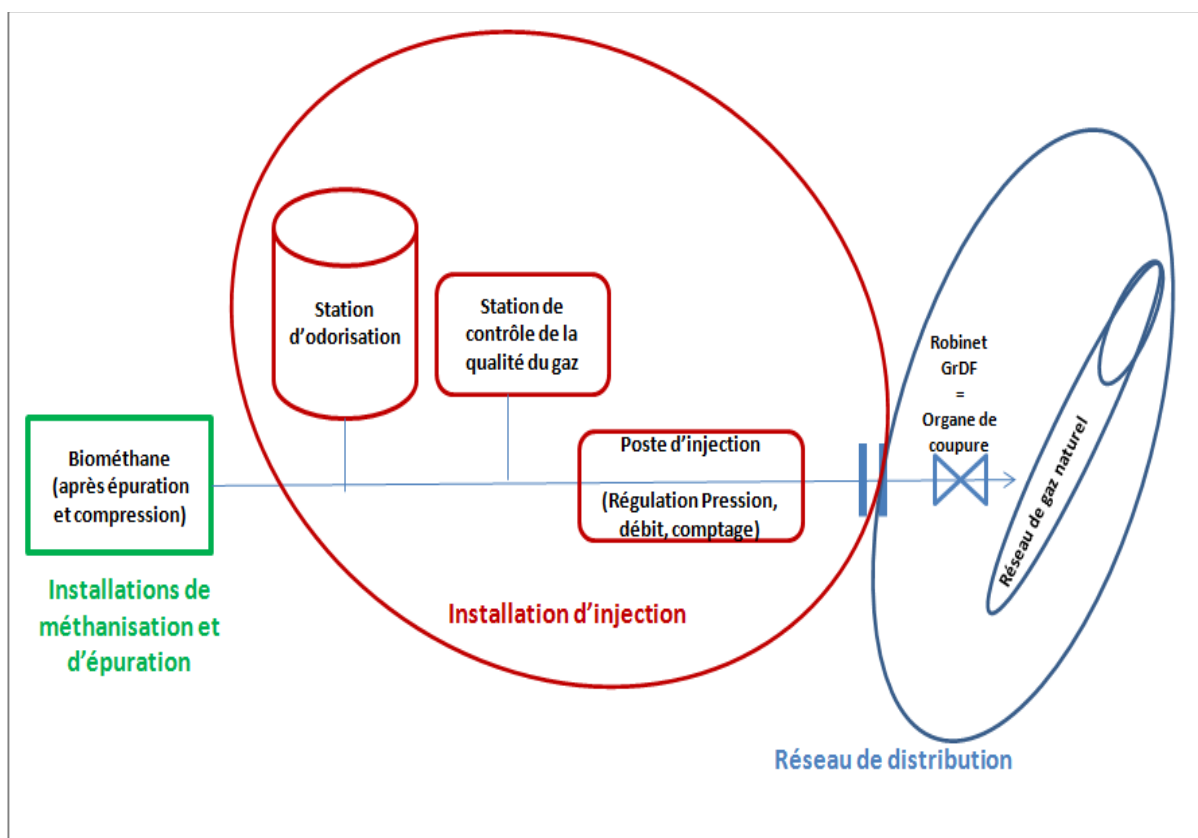 Station
d'odorisation
Station de
contrôle de la
qualité du gaz
Robinet
GrDF
=
Organe de
coupure
Réseau de gaz naturel
Biométhane
(après épuration
et compression)
Poste d'injection
(Régulation Pression,
débit, comptage)
Installations de
méthanisation et
d'épuration
Installation d'injection
Réseau de distribution